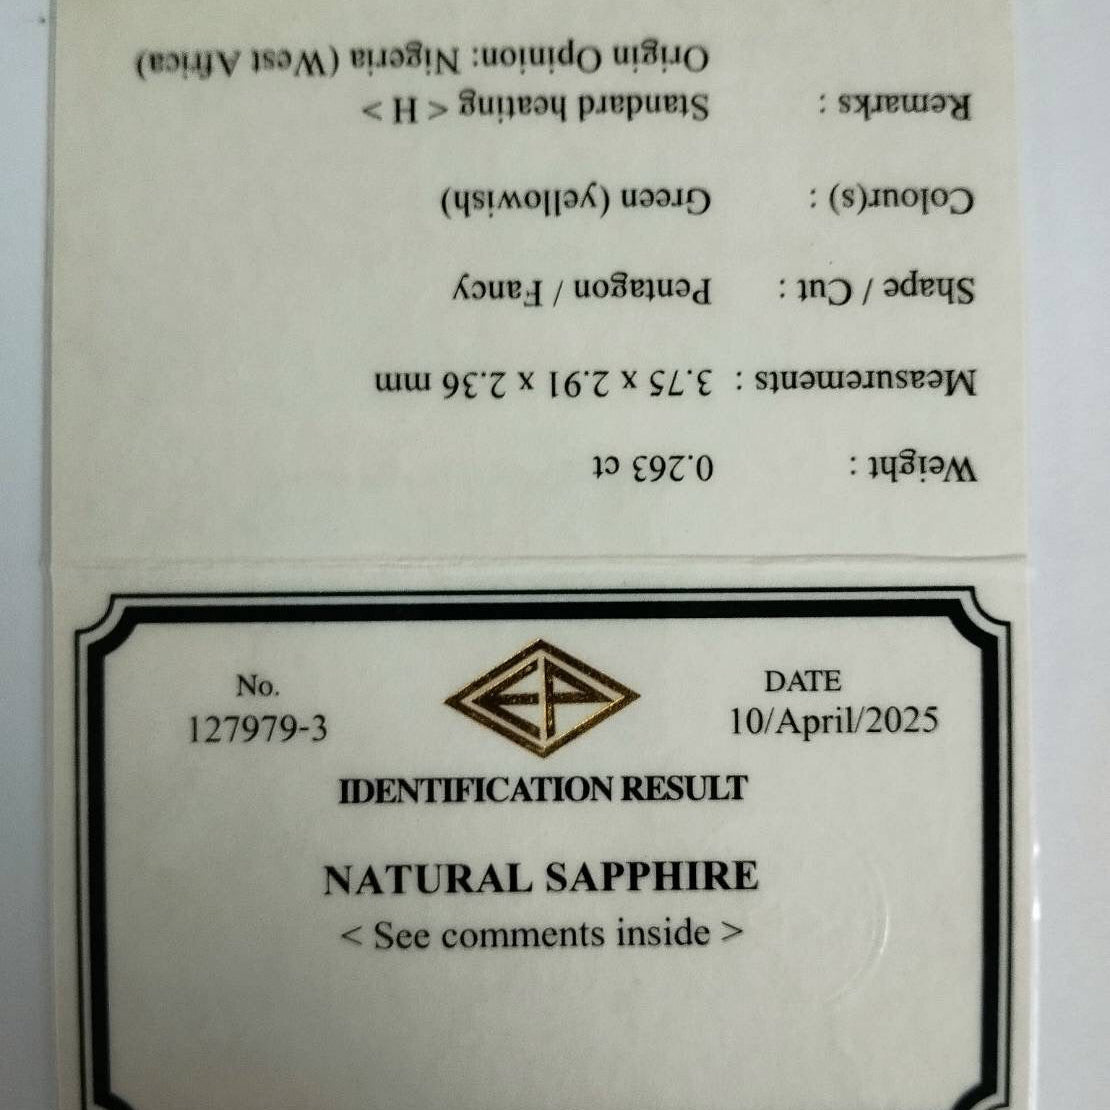 Weight : 0.263 ct
Measurements : 3.75 x 2.91 x 2.36 mm
Shape / Cut : Pentagon / Fancy
Colour(s) : Green (yellowish)
Remarks : Standard heating < H >
Origin Opinion: Nigeria (West Africa)
No.
127979-3
EP
DATE
10/April/2025
IDENTIFICATION RESULT
NATURAL SAPPHIRE
< See comments inside >